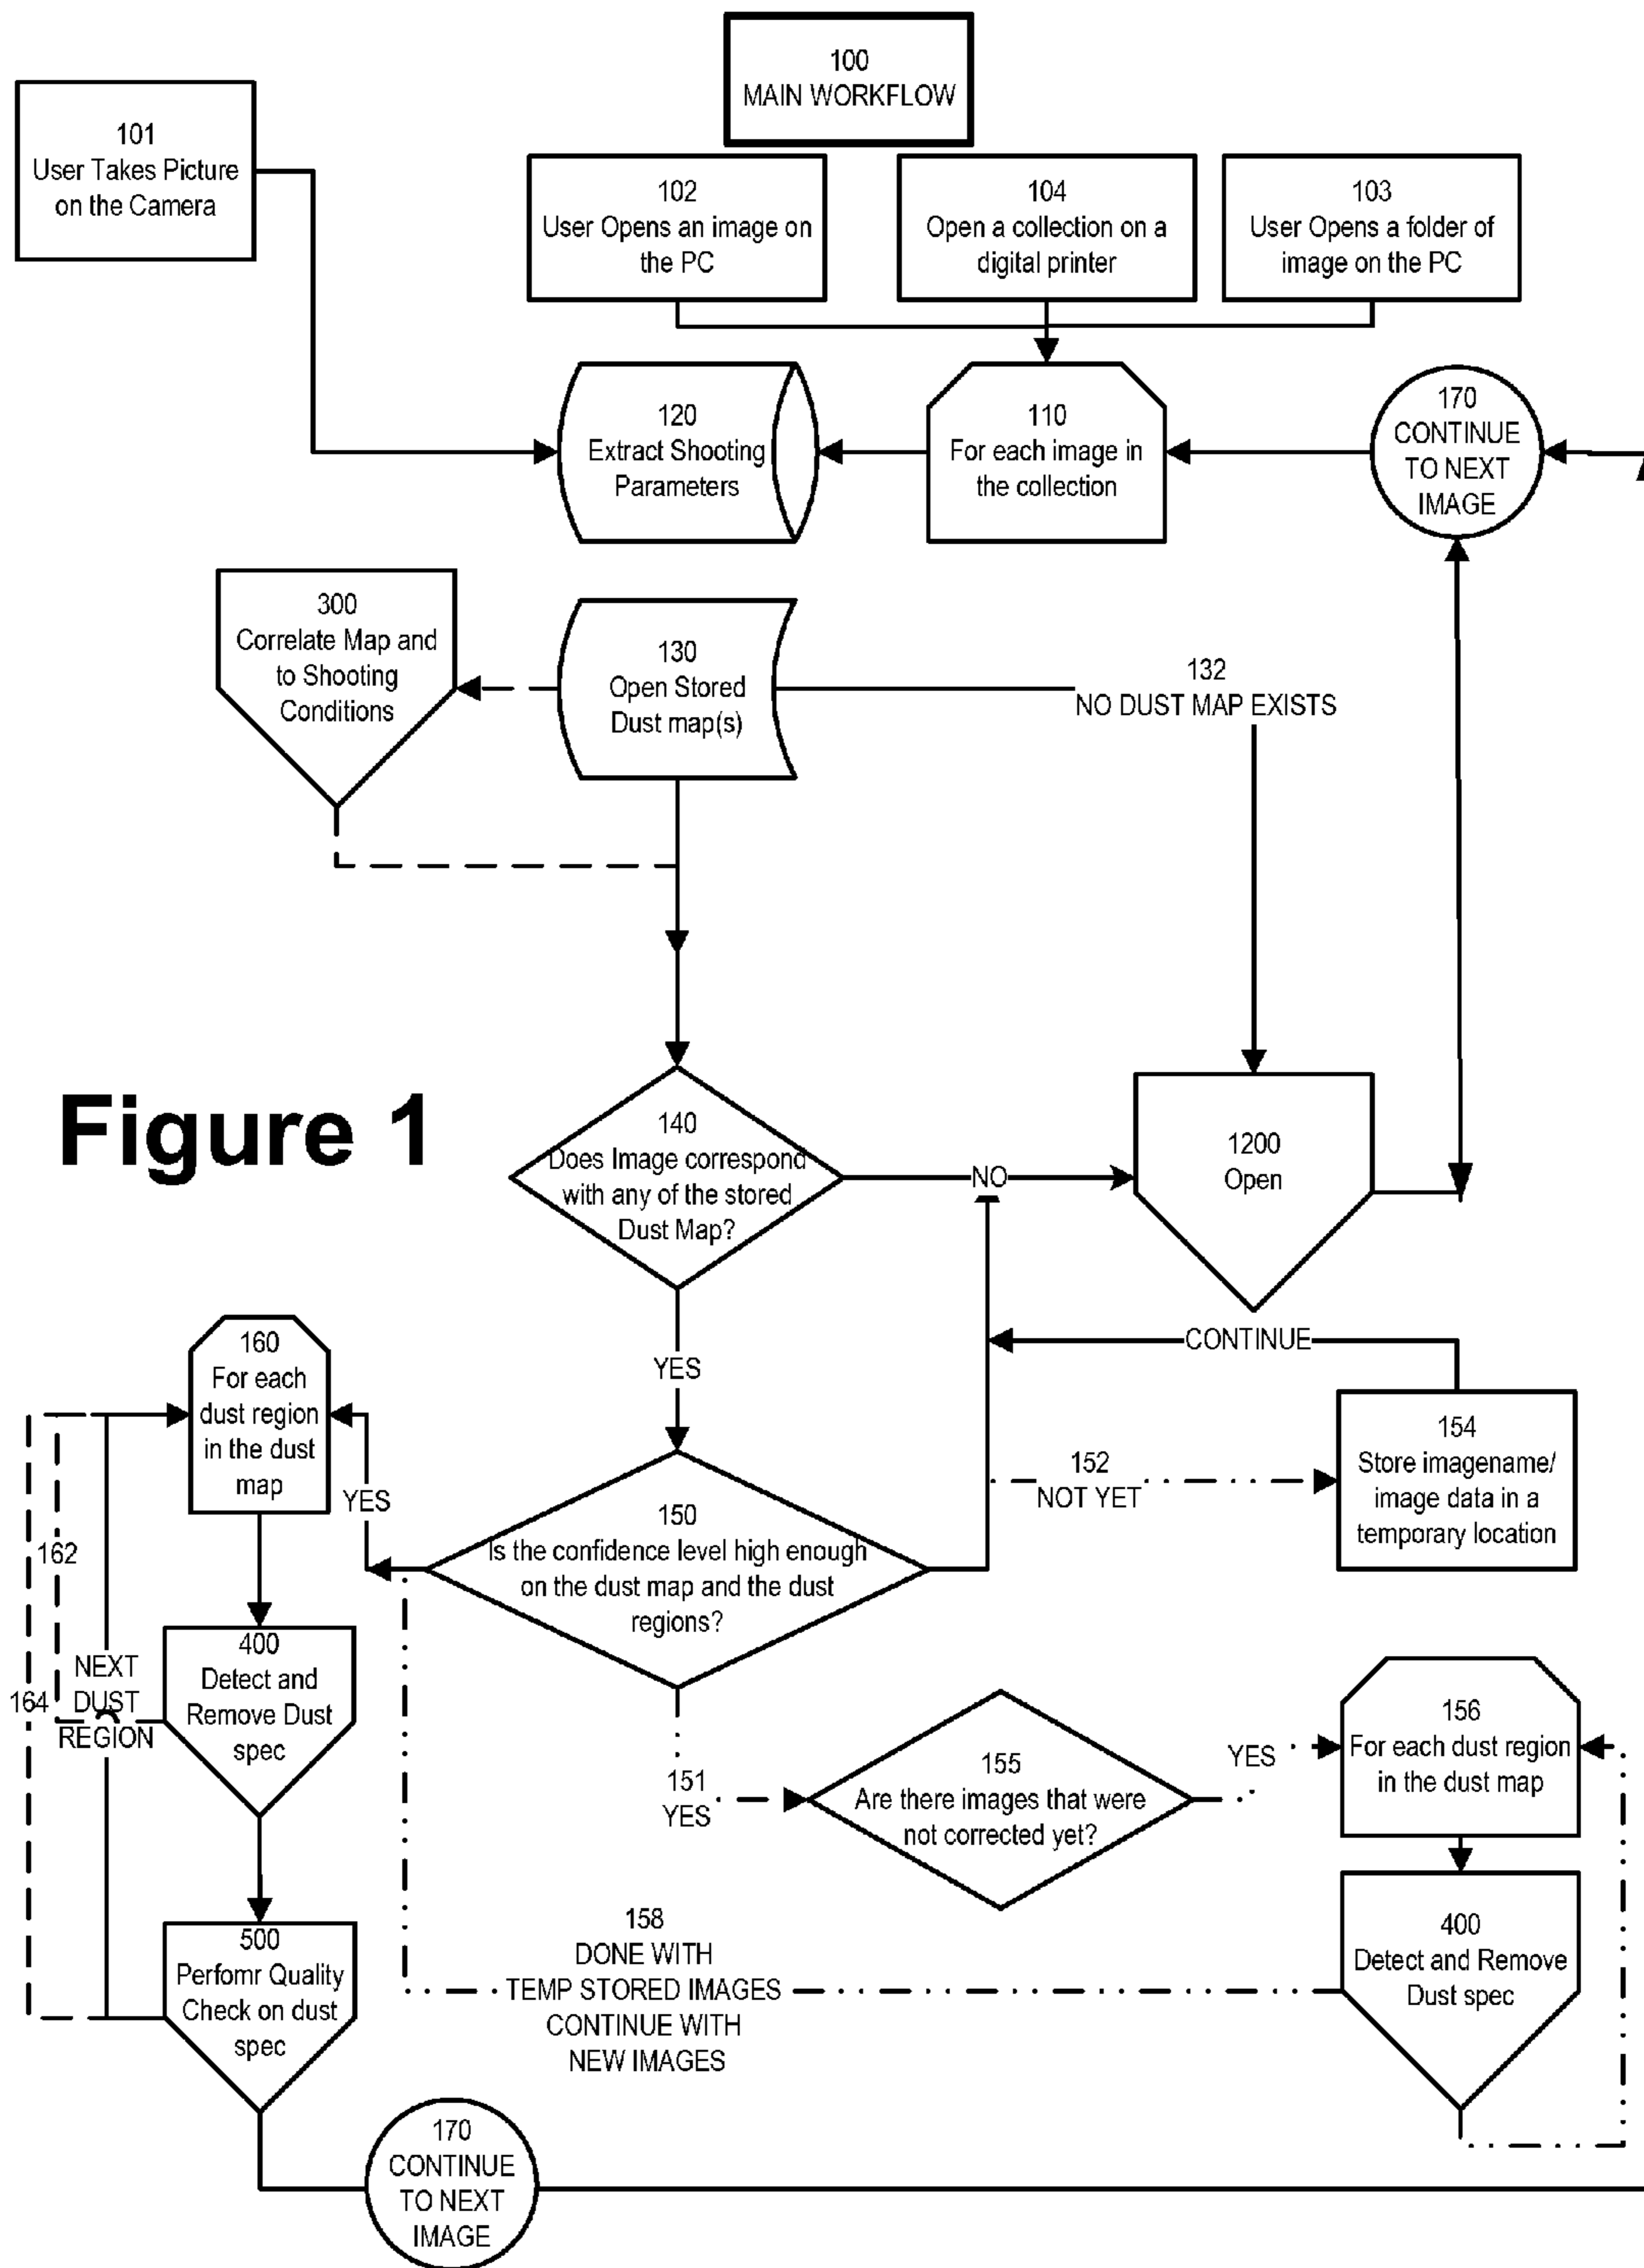 100
MAIN WORKFLOW
101
User Takes Picture
on the Camera
102
User Opens an image on
the PC
104
Open a collection on a
digital printer
103
User Opens a folder of
image on the PC
120
Extract Shooting
Parameters
110
For each image in
the collection
170
CONTINUE
TO NEXT
IMAGE
300
Correlate Map and
to Shooting
Conditions
130
Open Stored
Dust map(s)
132
NO DUST MAP EXISTS
Figure 1
140
Does Image correspond
with any of the stored
Dust Map?
NO
1200
Open
YES
CONTINUE
160
For each
dust region
in the dust
map
YES
150
Is the confidence level high enough
on the dust map and the dust
regions?
152
NOT YET
154
Store imagename/
image data in a
temporary location
162
164
NEXT
DUST
REGION
400
Detect and
Remove Dust
spec
151
YES
155
Are there images that were
not corrected yet?
YES
156
For each dust region
in the dust map
500
Perfomr Quality
Check on dust
spec
158
DONE WITH
TEMP STORED IMAGES
CONTINUE WITH
NEW IMAGES
400
Detect and Remove
Dust spec
170
CONTINUE
TO NEXT
IMAGE